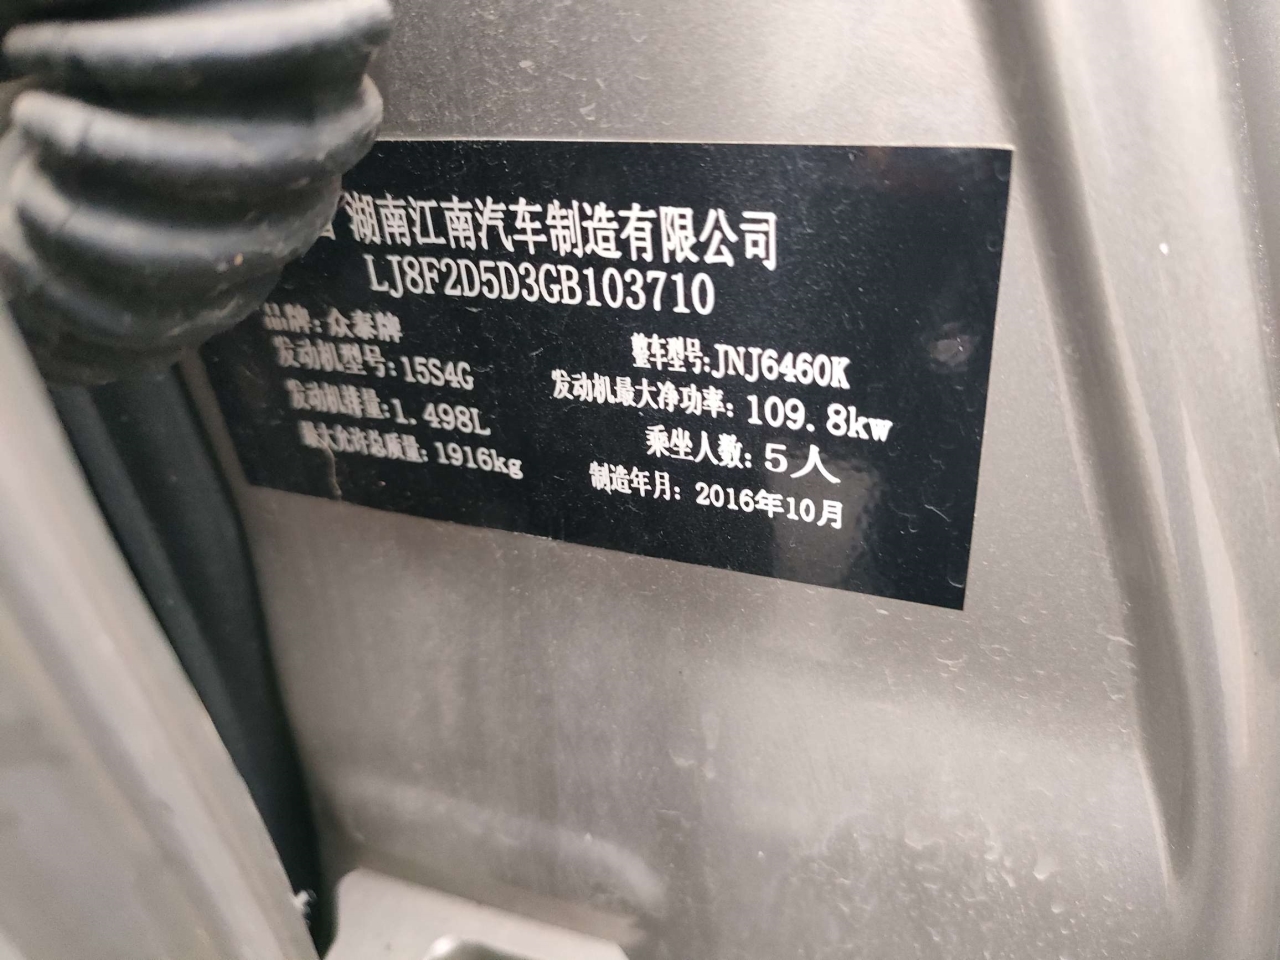 湖南江南汽车制造有限公司
LJ8F2D5D3GB103710
品牌:众泰牌
整车型号:JNJ6460K
发动机型号:15S4G
发动机最大净功率:109.8kw
发动机排量:1.498L
乘坐人数:5人
最大允许总质量:1916kg
制造年月:2016年10月